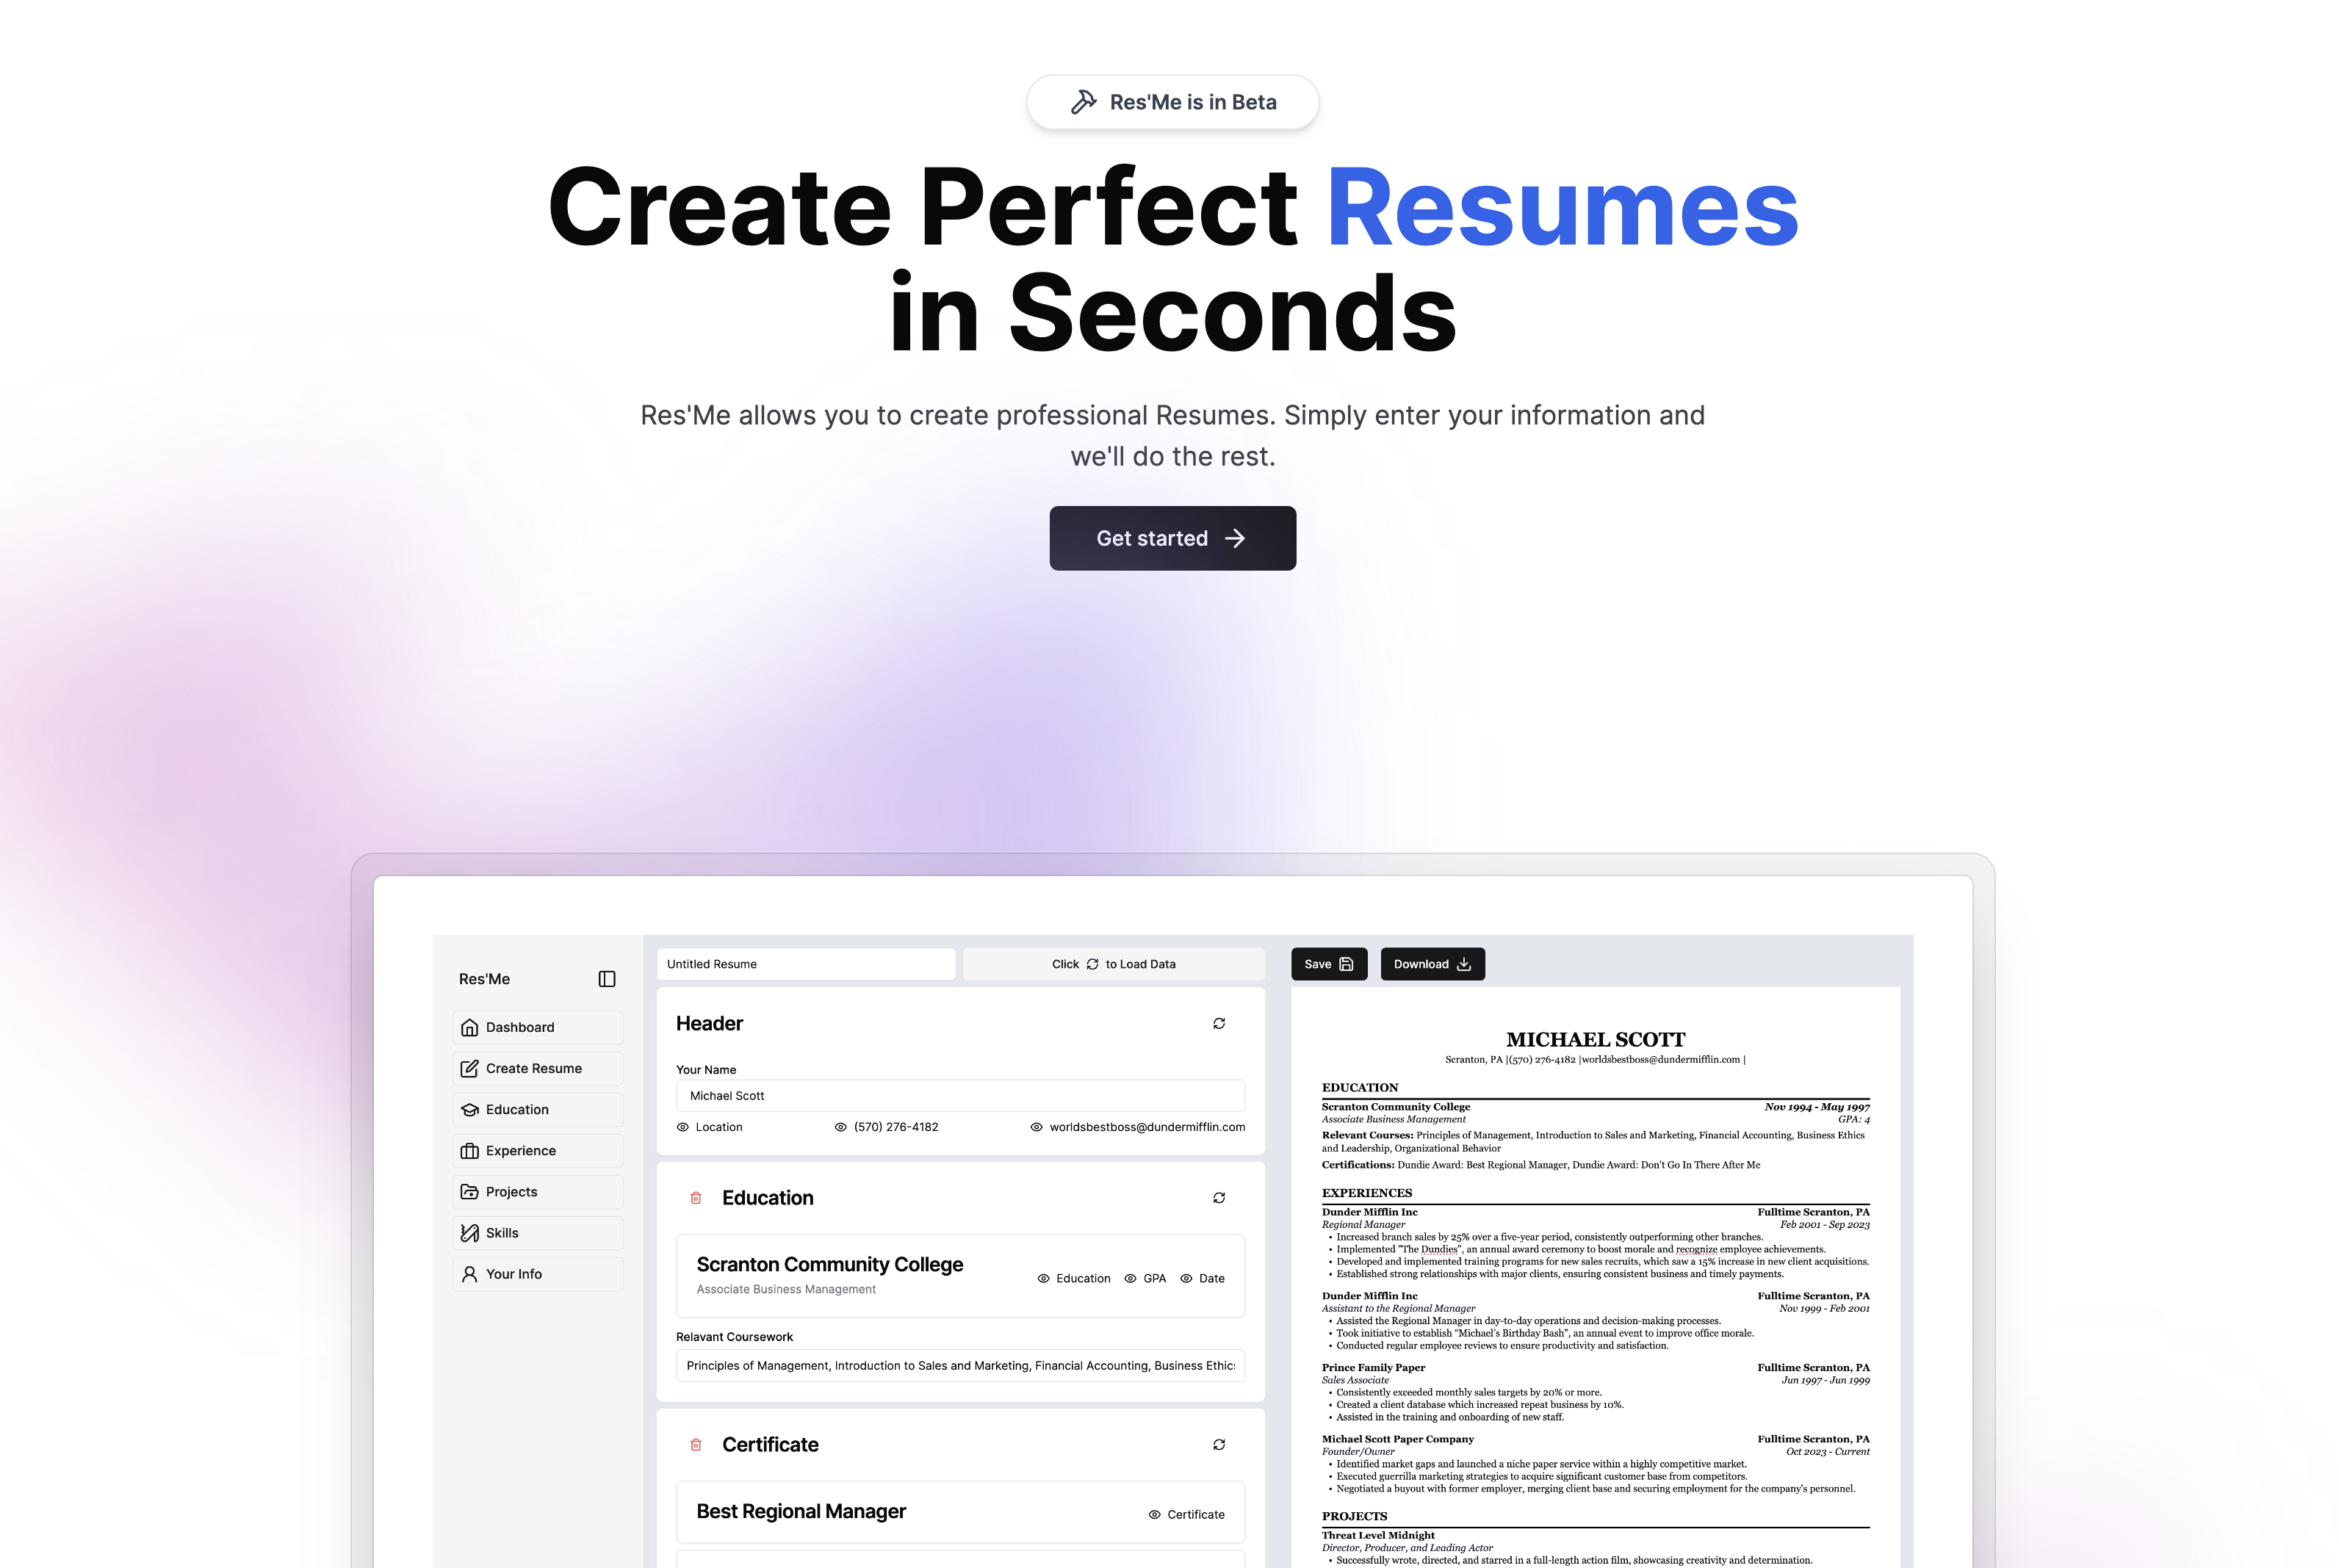 Res'Me is in Beta
Create Perfect Resumes
in Seconds
Res'Me allows you to create professional Resumes. Simply enter your information and
we'll do the rest.
Get started
Res'Me
Dashboard
Create Resume
Education
Experience
Projects
Skills
Your Info
Untitled Resume
Click to Load Data
Header
Your Name
Michael Scott
Location (570) 276-4182 worldsbestboss@dundermifflin.com
Education
Scranton Community College
Associate Business Management
Education GPA Date
Relavant Coursework
Principles of Management, Introduction to Sales and Marketing, Financial Accounting, Business Ethic
Certificate
Best Regional Manager
Certificate
Save Download
MICHAEL SCOTT
Scranton, PA |(570) 276-4182 |worldsbestboss@dundermifflin.com |
EDUCATION
Scranton Community College Nov 1994 - May 1997
Associate Business Management GPA: 4
Relevant Courses: Principles of Management, Introduction to Sales and Marketing, Financial Accounting, Business Ethics
and Leadership, Organizational Behavior
Certifications: Dundie Award: Best Regional Manager, Dundie Award: Don't Go In There After Me
EXPERIENCES
Dunder Mifflin Inc Fulltime Scranton, PA
Regional Manager Feb 2001 - Sep 2023
• Increased branch sales by 25% over a five-year period, consistently outperforming other branches.
• Implemented "The Dundies", an annual award ceremony to boost morale and recognize employee achievements.
• Developed and implemented training programs for new sales recruits, which saw a 15% increase in new client acquisitions.
• Established strong relationships with major clients, ensuring consistent business and timely payments.
Dunder Mifflin Inc Fulltime Scranton, PA
Assistant to the Regional Manager Nov 1999 - Feb 2001
• Assisted the Regional Manager in day-to-day operations and decision-making processes.
• Took initiative to establish "Michael's Birthday Bash", an annual event to improve office morale.
• Conducted regular employee reviews to ensure productivity and satisfaction.
Prince Family Paper Fulltime Scranton, PA
Sales Associate Jun 1997 - Jun 1999
• Consistently exceeded monthly sales targets by 20% or more.
• Created a client database which increased repeat business by 10%.
• Assisted in the training and onboarding of new staff.
Michael Scott Paper Company Fulltime Scranton, PA
Founder/Owner Oct 2023 - Current
• Identified market gaps and launched a niche paper service within a highly competitive market.
• Executed guerrilla marketing strategies to acquire significant customer base from competitors.
• Negotiated a buyout with former employer, merging client base and securing employment for the company's personnel.
PROJECTS
Threat Level Midnight
Director, Producer, and Leading Actor
• Successfully wrote, directed, and starred in a full-length action film, showcasing creativity and determination.